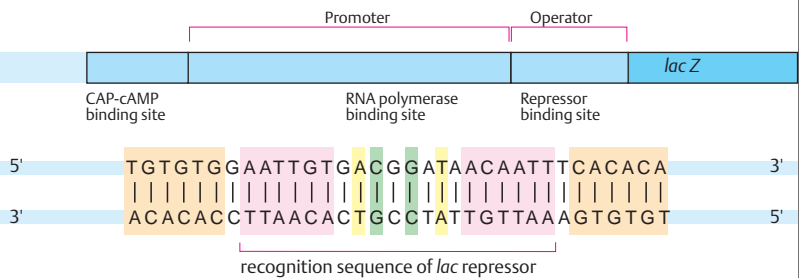 Promoter
Operator
lac Z
CAP-cAMP
binding site
RNA polymerase
binding site
Repressor
binding site
5' TGTGTGGAATTGTGACGGATAACAATTTCACACA 3'
3' ACACACCTTAACACTGCCTATTGTTAAAGTGTGT 5'
recognition sequence of lac repressor